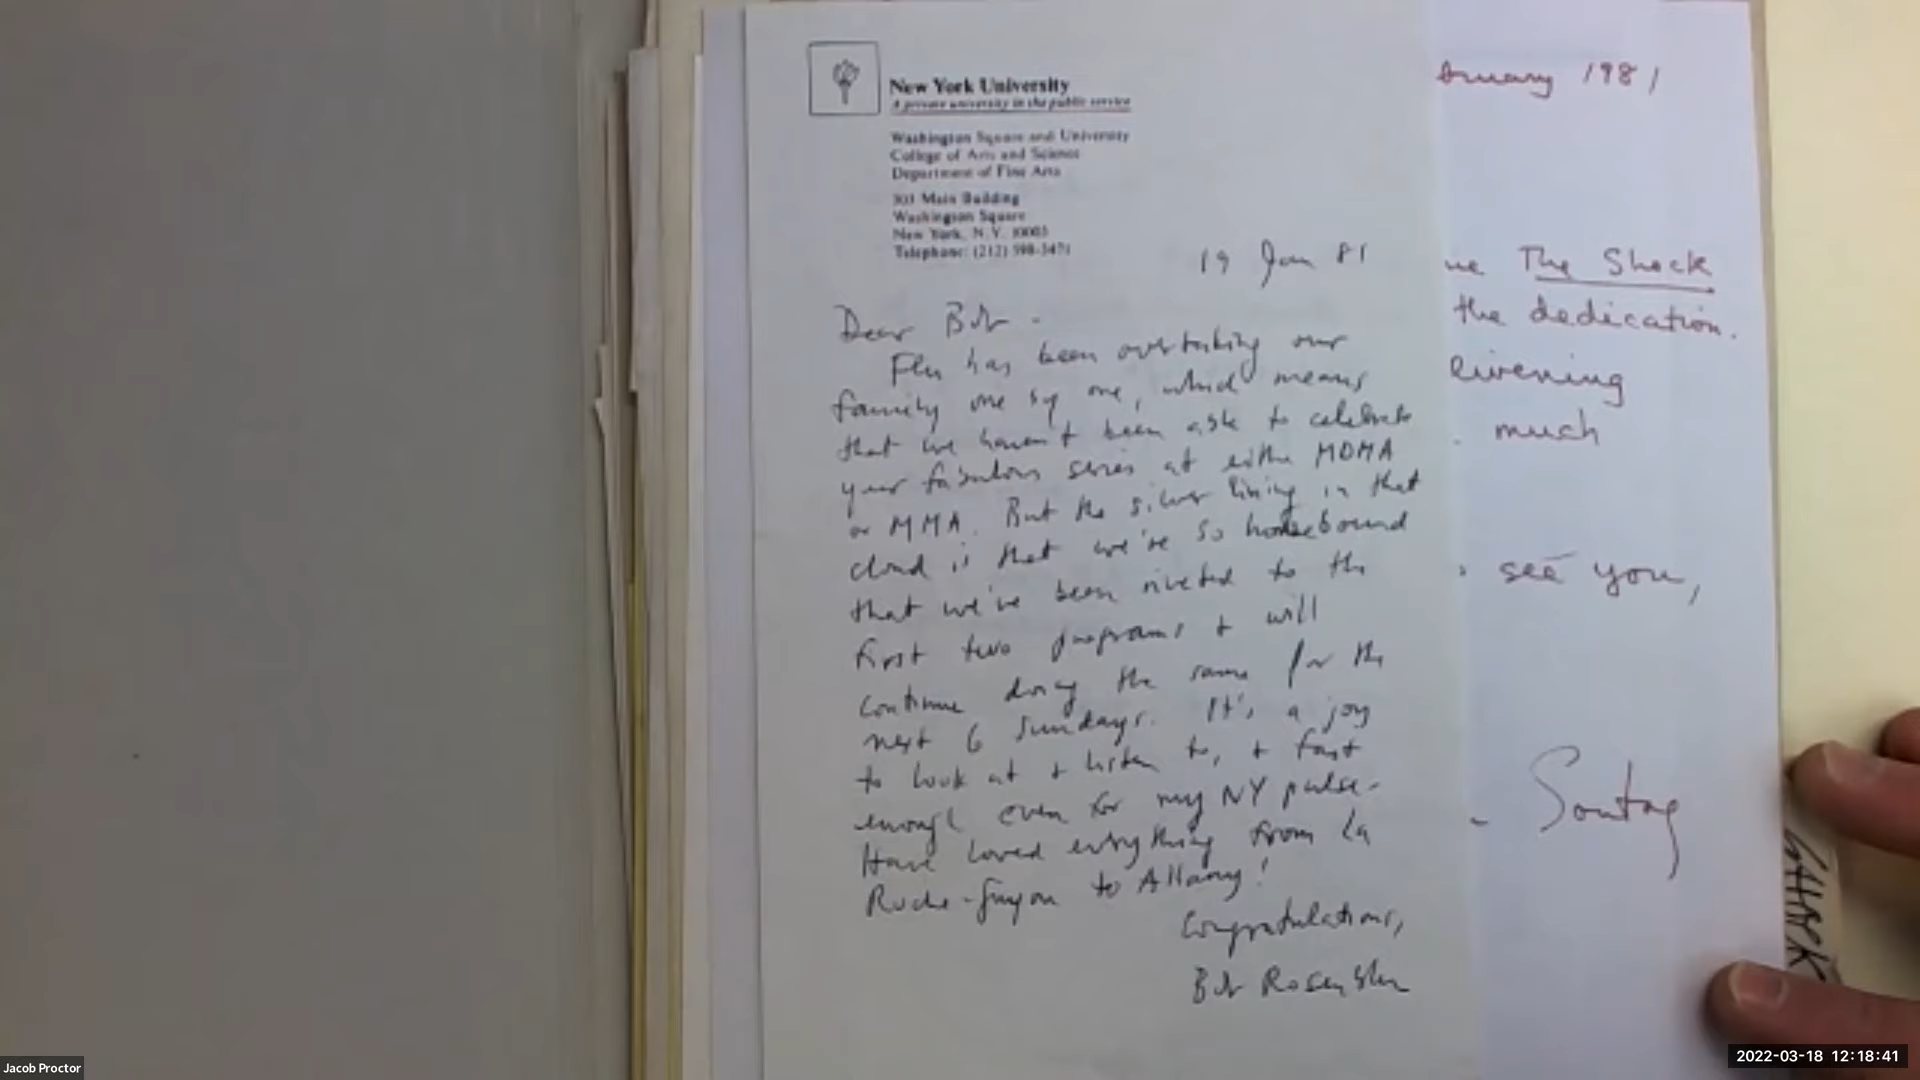 New York University
A private university in the public service
Washington Square and University
College of Arts and Science
Department of Fine Arts
303 Main Building
Washington Square
New York, N.Y. 10003
Telephone: (212) 598-3471
19 Jan 81
Dear Bob -
Flu has been overtaking our
family one by one, which means
that we haven't been able to celebrate
your fabulous series at either MOMA
or MMA. But the silver lining in that
cloud is that we're so housebound
that we've been riveted to the
first two programs + will
continue doing the same for the
next 6 Sundays. It's a joy
to look at + listen to, + fast
enough even for my NY pulse.
Have loved everything from La
Roche-Guyon to Albany!
Congratulations,
Bob Rosenblum
bruary 1981
The Shock
the dedication.
much
see you,
Sontag
SHOCK
Jacob Proctor
2022-03-18 12:18:41